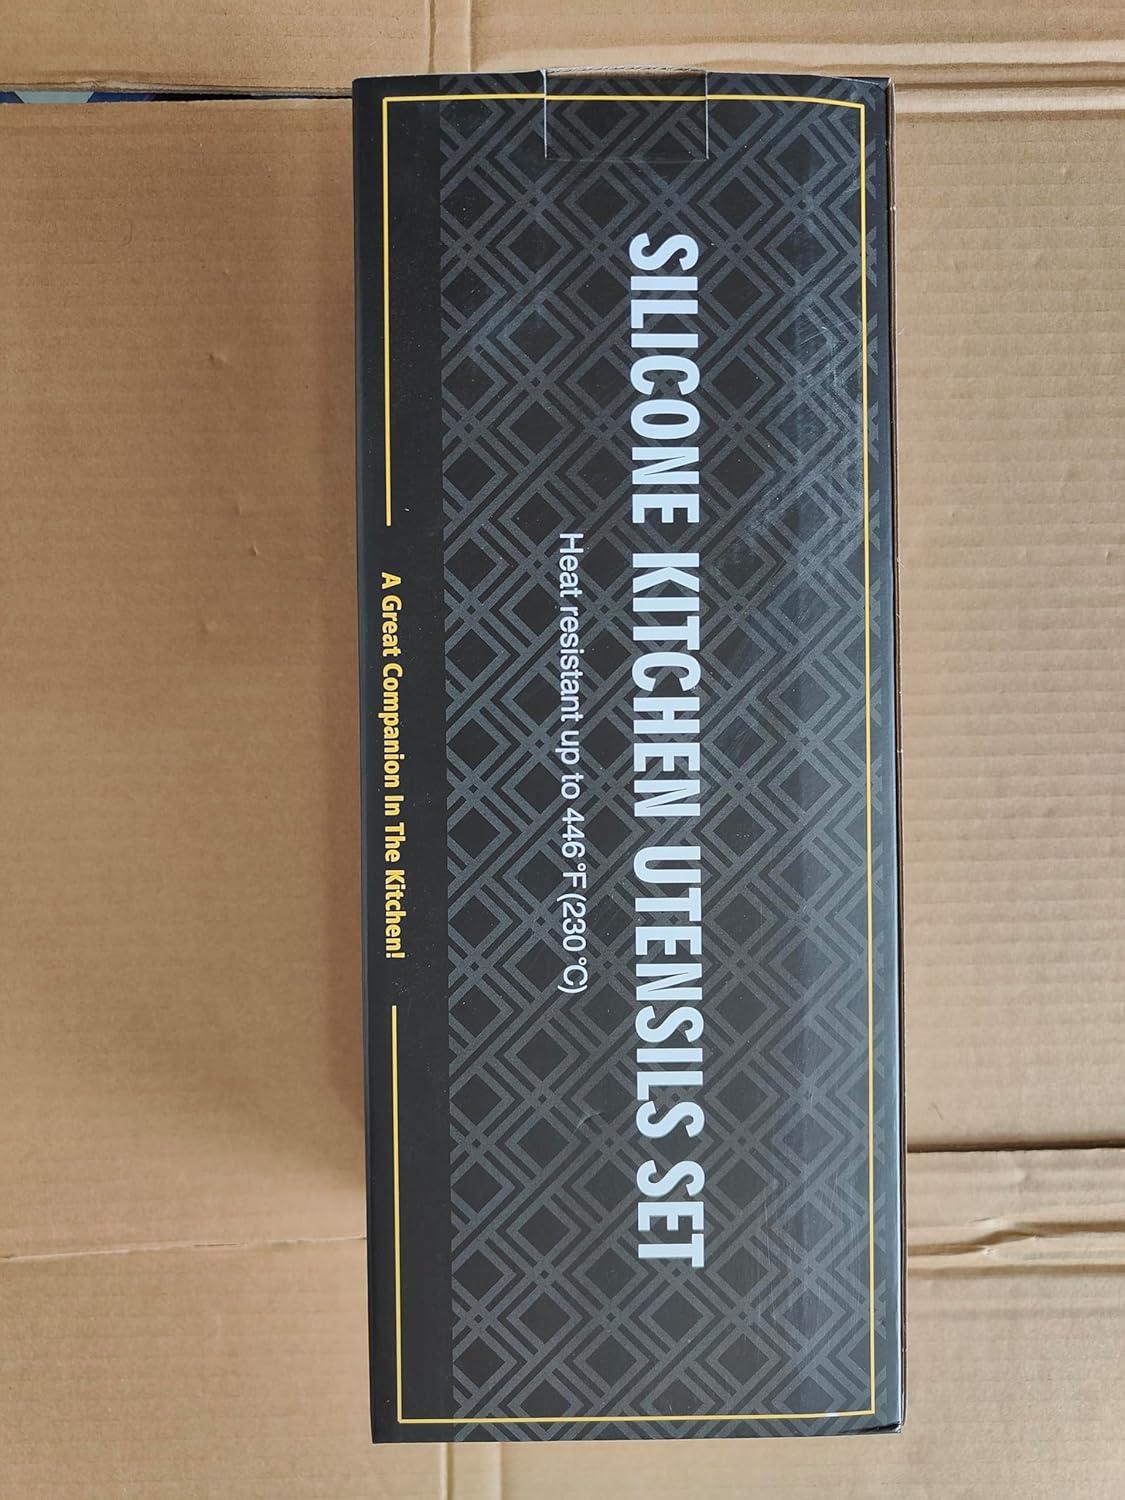 SILICONE KITCHEN UTENSILS SET
Heat resistant up to 446°F(230°C)
A Great Companion In The Kitchen!